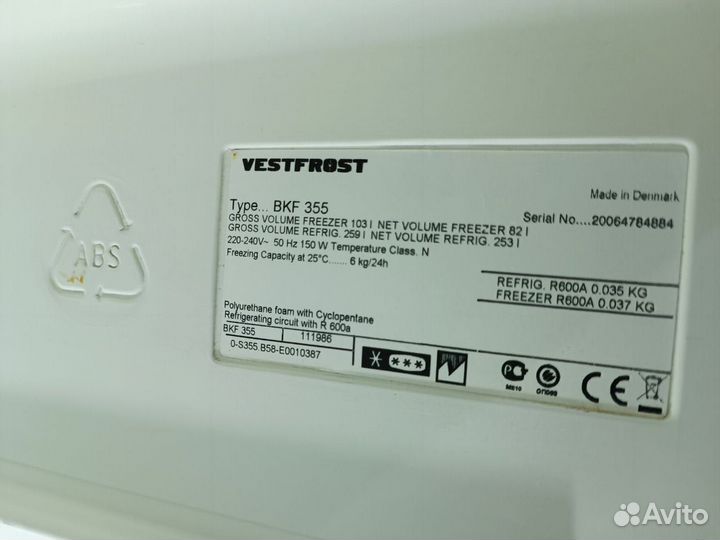 VESTFROST
Made in Denmark
Type... BKF 355
Serial No....20064784884
GROSS VOLUME FREEZER 103 l NET VOLUME FREEZER 82 l
GROSS VOLUME REFRIG. 259 l NET VOLUME REFRIG. 253 l
220-240V~ 50 Hz 150 W Temperature Class. N
Freezing Capacity at 25°C....... 6 kg/24h
REFRIG. R600A 0.035 KG
FREEZER R600A 0.037 KG
Polyurethane foam with Cyclopentane
Refrigerating circuit with R 600a
BKF 355 111986
0-S355.B58-E0010387
ABS
CE
Avito